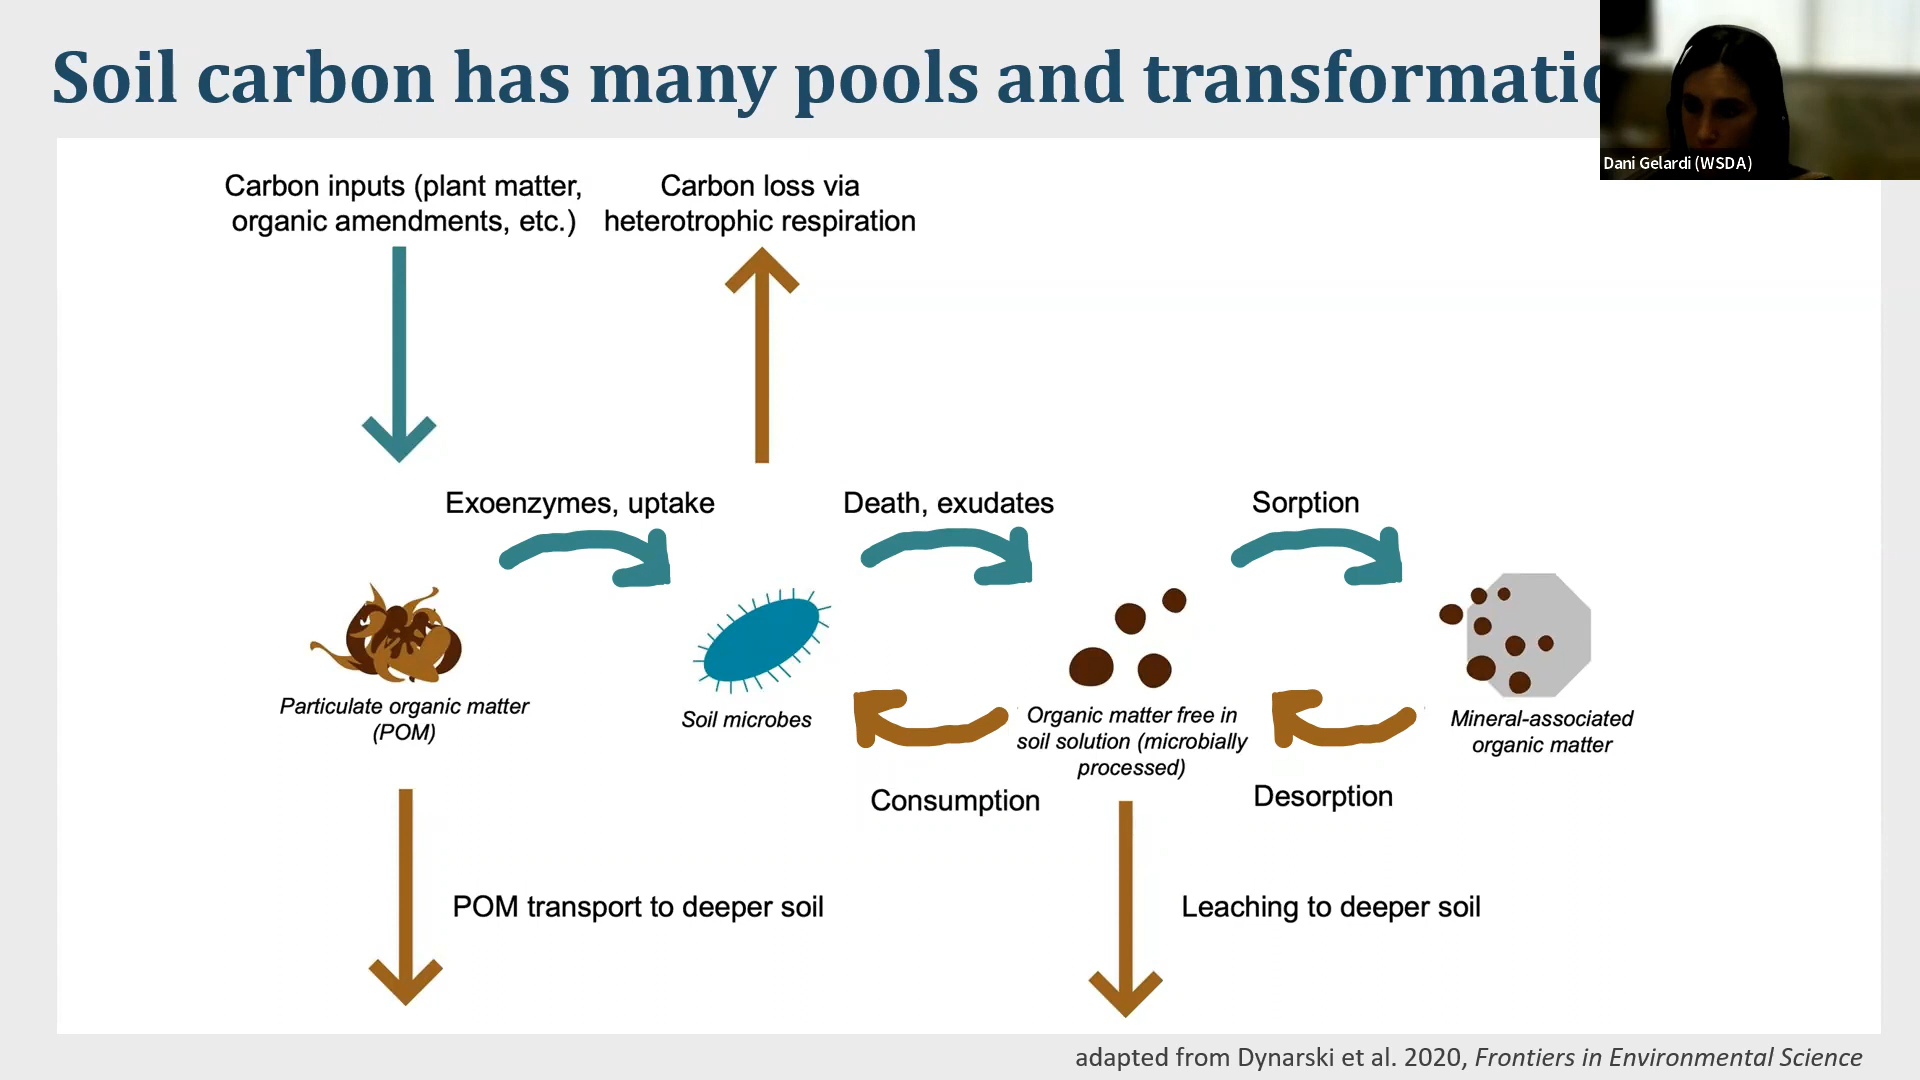 Soil carbon has many pools and transformatio
Dani Gelardi (WSDA)
Carbon inputs (plant matter,
organic amendments, etc.)
Carbon loss via
heterotrophic respiration
Exoenzymes, uptake
Death, exudates
Sorption
Particulate organic matter
(POM)
Soil microbes
Organic matter free in
soil solution (microbially
processed)
Mineral-associated
organic matter
Consumption
Desorption
POM transport to deeper soil
Leaching to deeper soil
adapted from Dynarski et al. 2020, Frontiers in Environmental Science